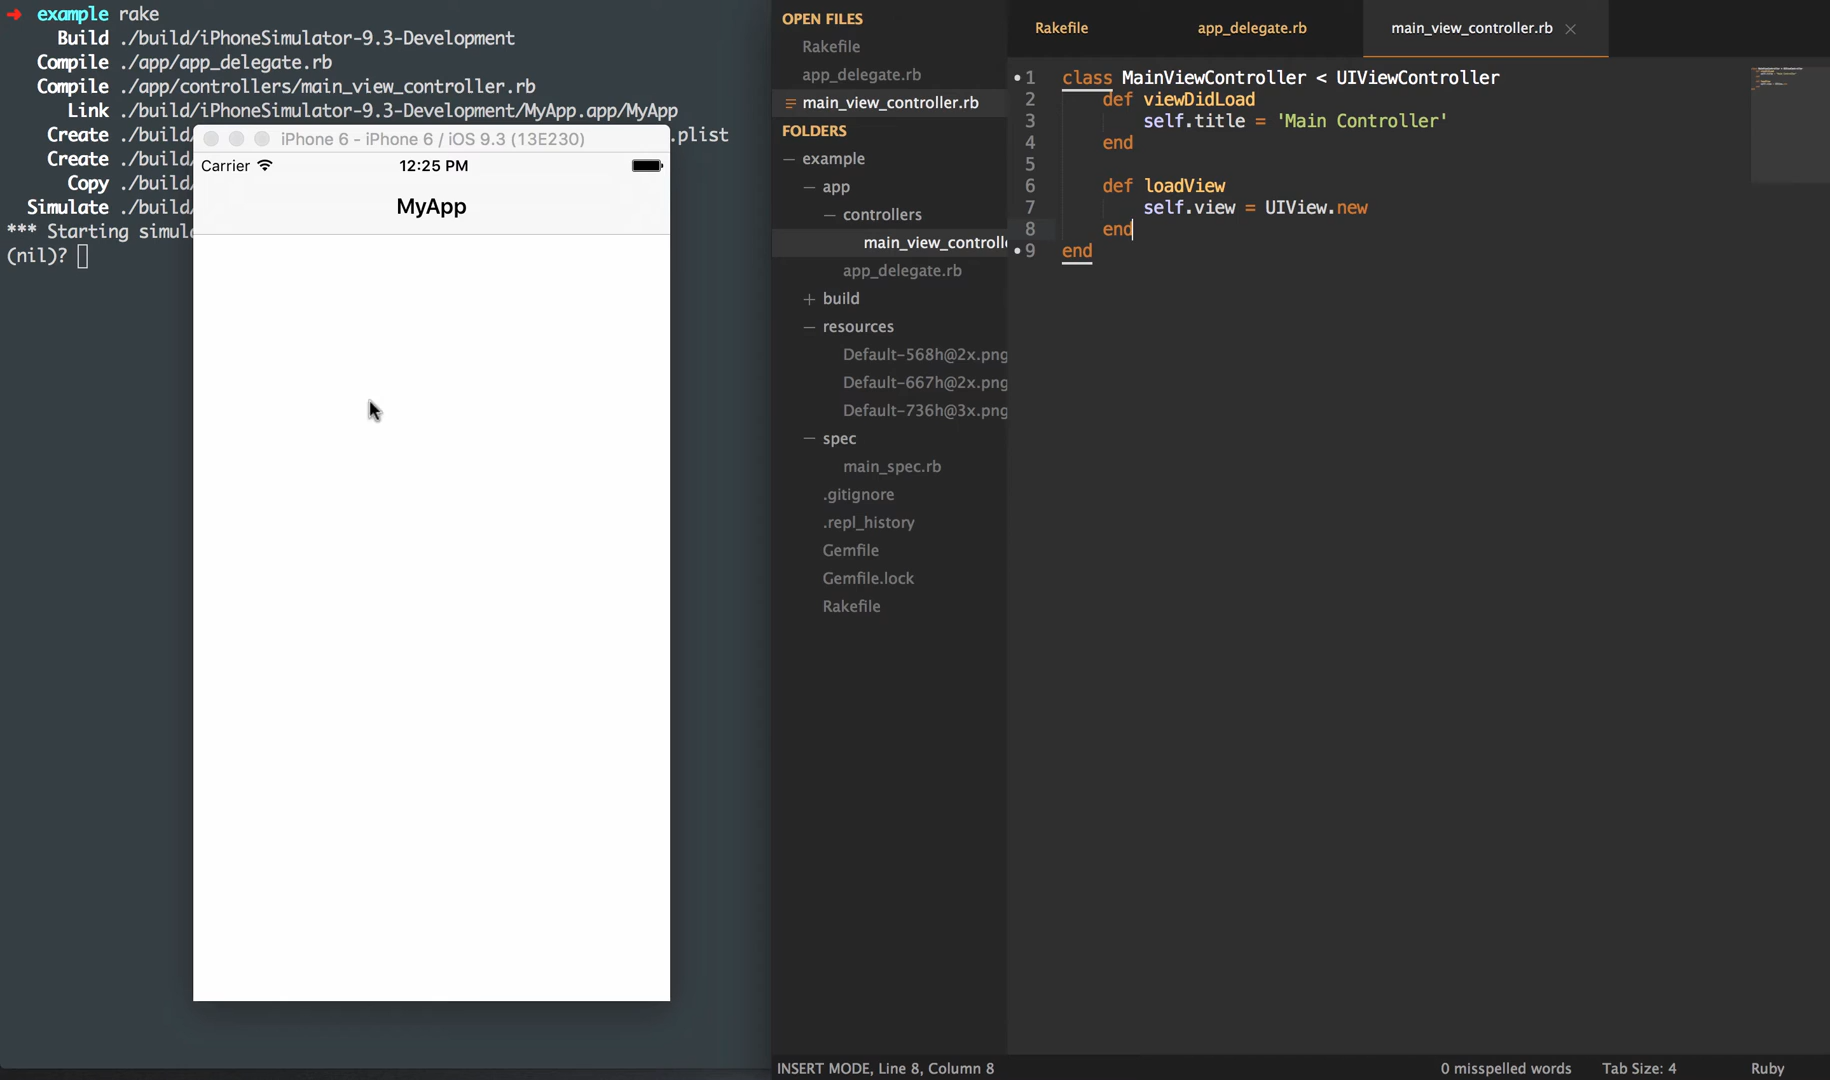 ➜ example rake
Build ./build/iPhoneSimulator-9.3-Development
Compile ./app/app_delegate.rb
Compile ./app/controllers/main_view_controller.rb
Link ./build/iPhoneSimulator-9.3-Development/MyApp.app/MyApp
Create ./build/ .plist
Create ./build/
Copy ./build/
Simulate ./build/
*** Starting simul
(nil)?
iPhone 6 - iPhone 6 / iOS 9.3 (13E230)
Carrier 12:25 PM
MyApp
OPEN FILES
Rakefile
app_delegate.rb
main_view_controller.rb
FOLDERS
example
app
controllers
main_view_controlle
app_delegate.rb
build
resources
Default-568h@2x.png
Default-667h@2x.png
Default-736h@3x.png
spec
main_spec.rb
.gitignore
.repl_history
Gemfile
Gemfile.lock
Rakefile
Rakefile app_delegate.rb main_view_controller.rb
1 class MainViewController < UIViewController
2 def viewDidLoad
3 self.title = 'Main Controller'
4 end
5
6 def loadView
7 self.view = UIView.new
8 end
9 end
INSERT MODE, Line 8, Column 8 0 misspelled words Tab Size: 4 Ruby